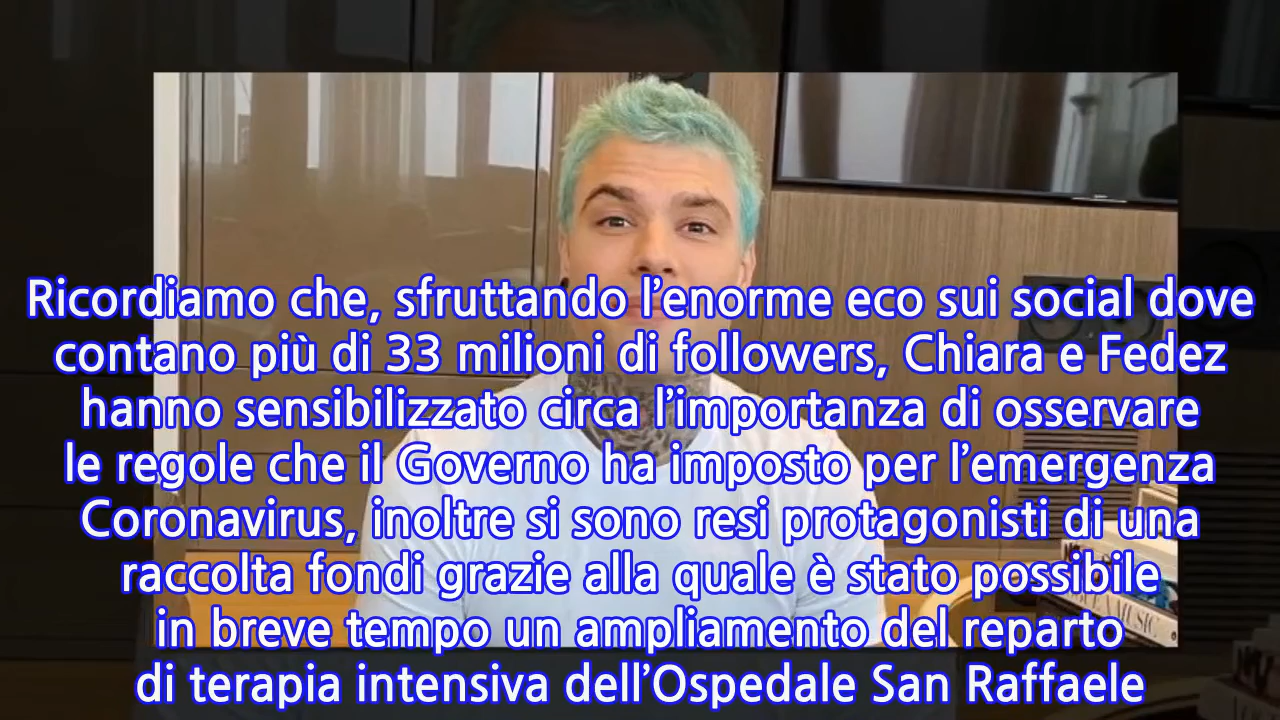 Ricordiamo che, sfruttando l'enorme eco sui social dove
contano più di 33 milioni di followers, Chiara e Fedez
hanno sensibilizzato circa l'importanza di osservare
le regole che il Governo ha imposto per l'emergenza
Coronavirus, inoltre si sono resi protagonisti di una
raccolta fondi grazie alla quale è stato possibile
in breve tempo un ampliamento del reparto
di terapia intensiva dell'Ospedale San Raffaele